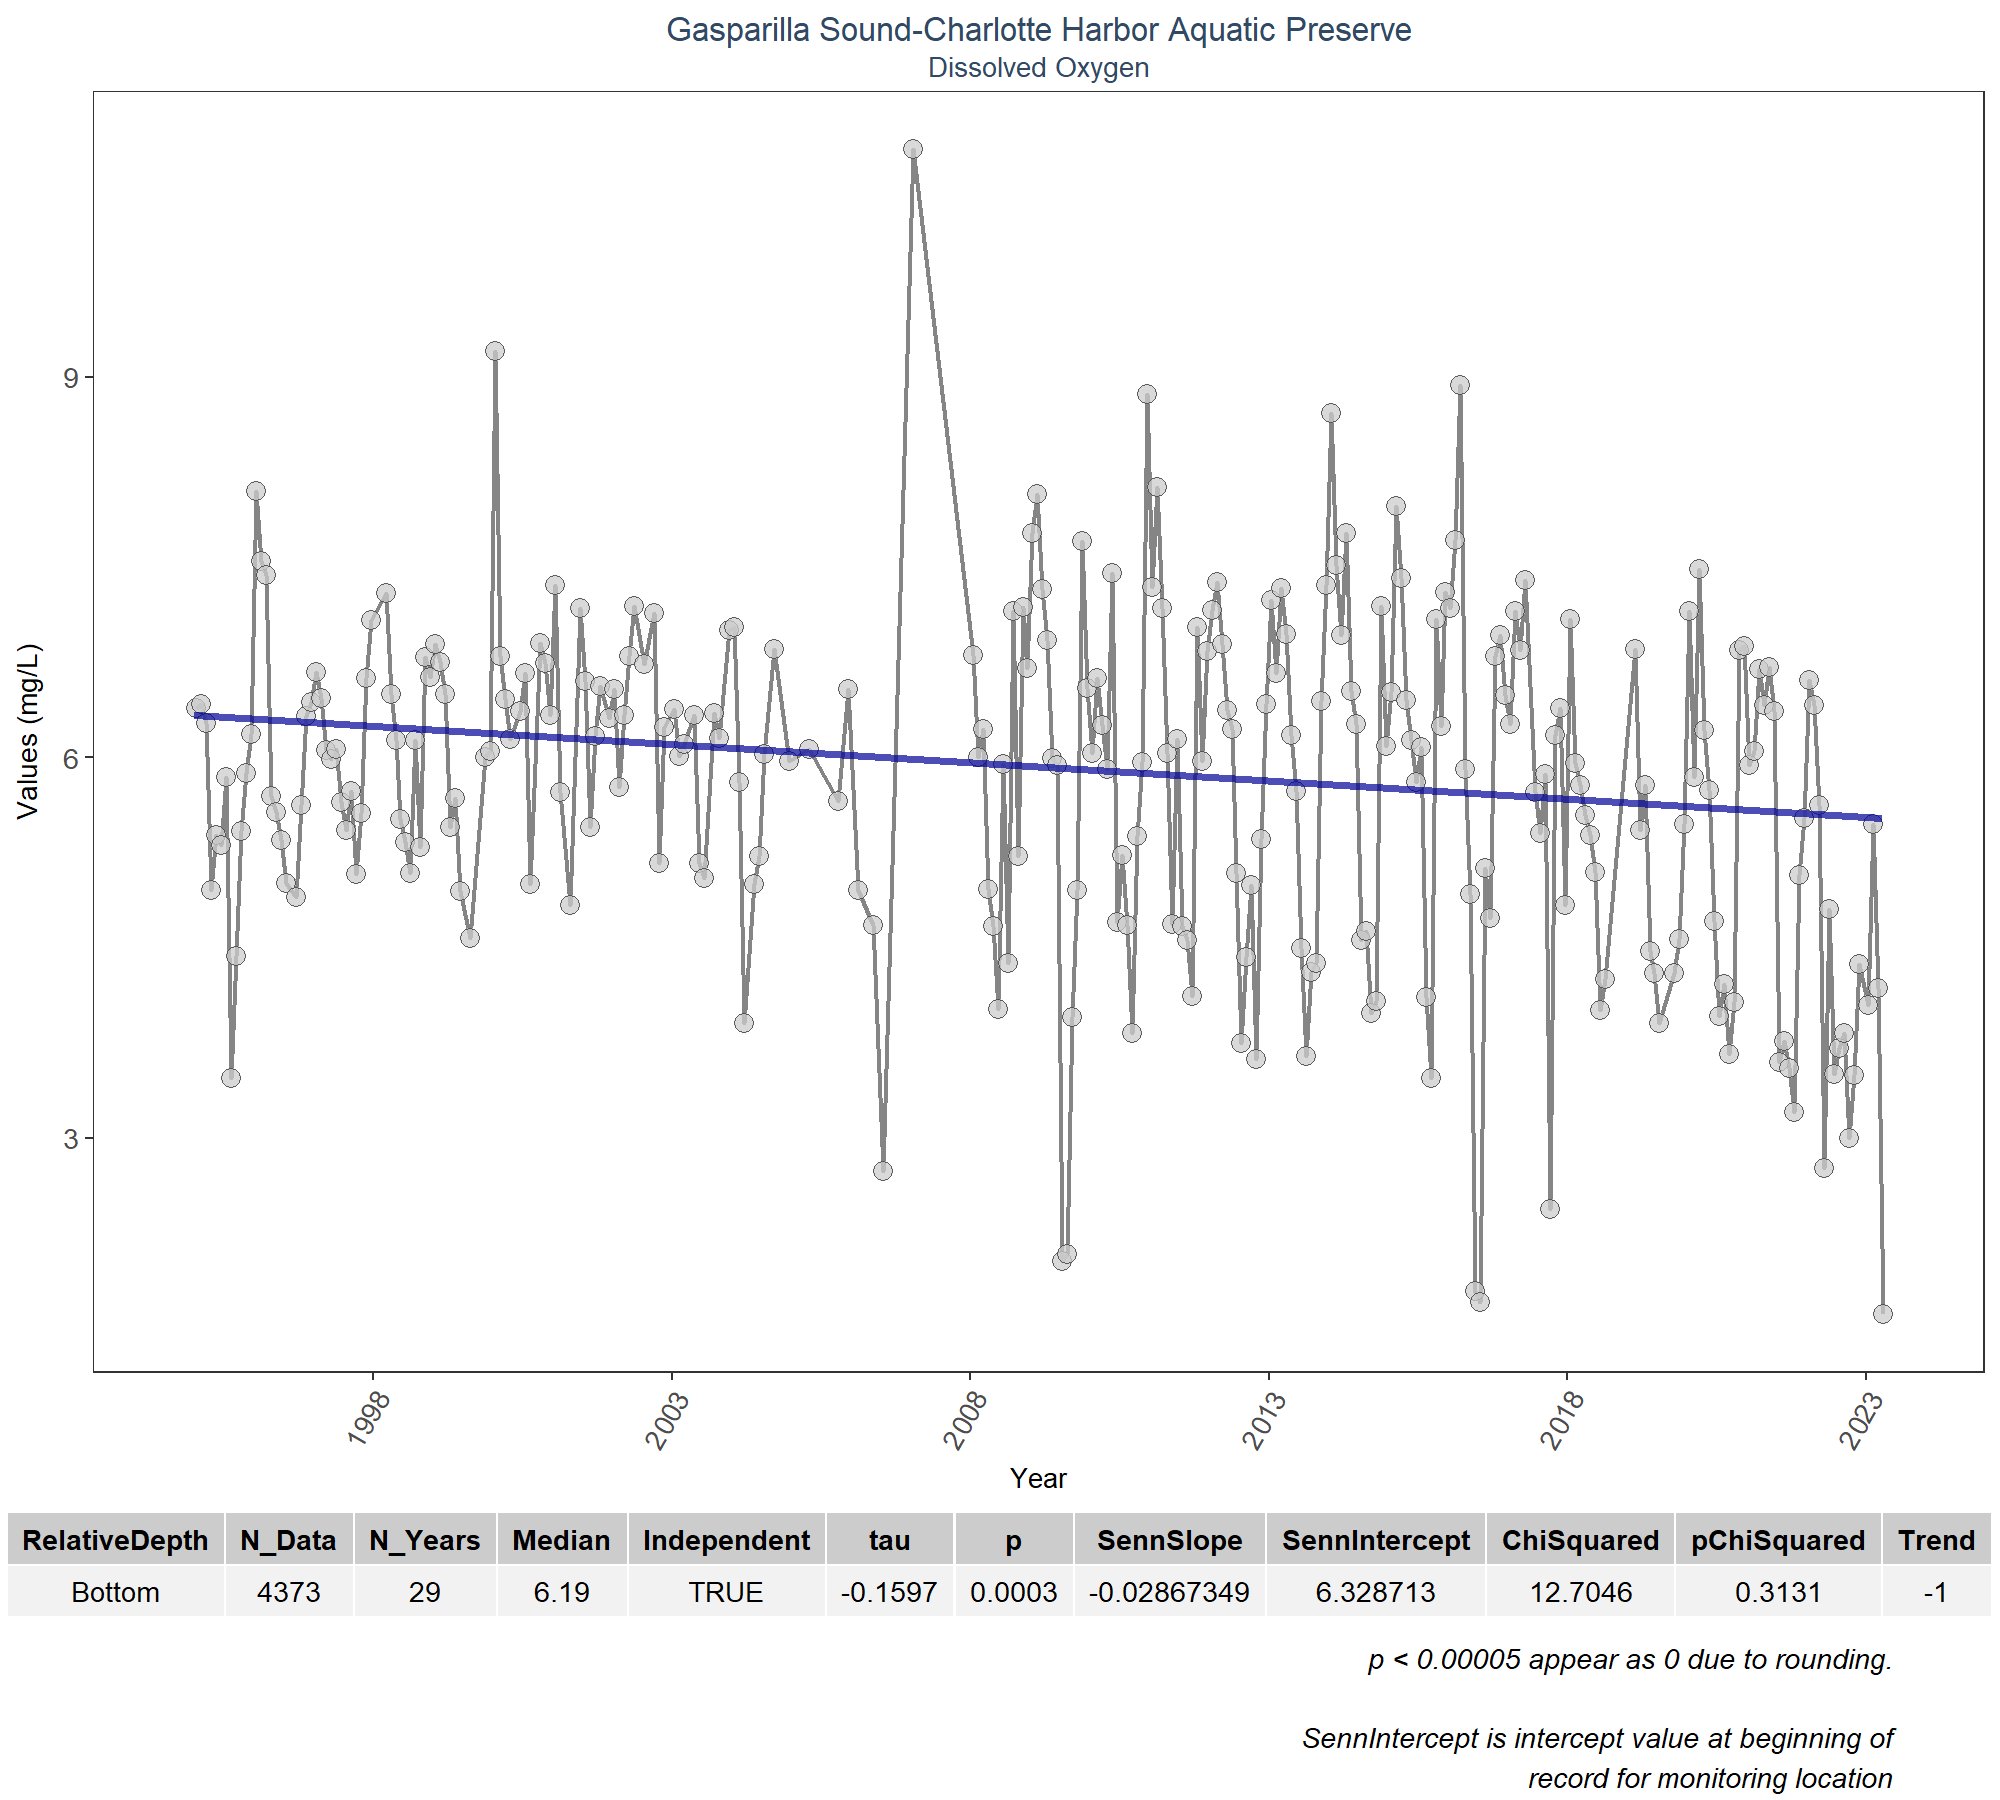 Gasparilla Sound-Charlotte Harbor Aquatic Preserve
Dissolved Oxygen
Values (mg/L)
9
6
3
1998
2003
2008
2013
2018
2023
Year
RelativeDepth N_Data N_Years Median Independent tau p SennSlope SennIntercept ChiSquared pChiSquared Trend
Bottom 4373 29 6.19 TRUE -0.1597 0.0003 -0.02867349 6.328713 12.7046 0.3131 -1
p < 0.00005 appear as 0 due to rounding.
SennIntercept is intercept value at beginning of
record for monitoring location